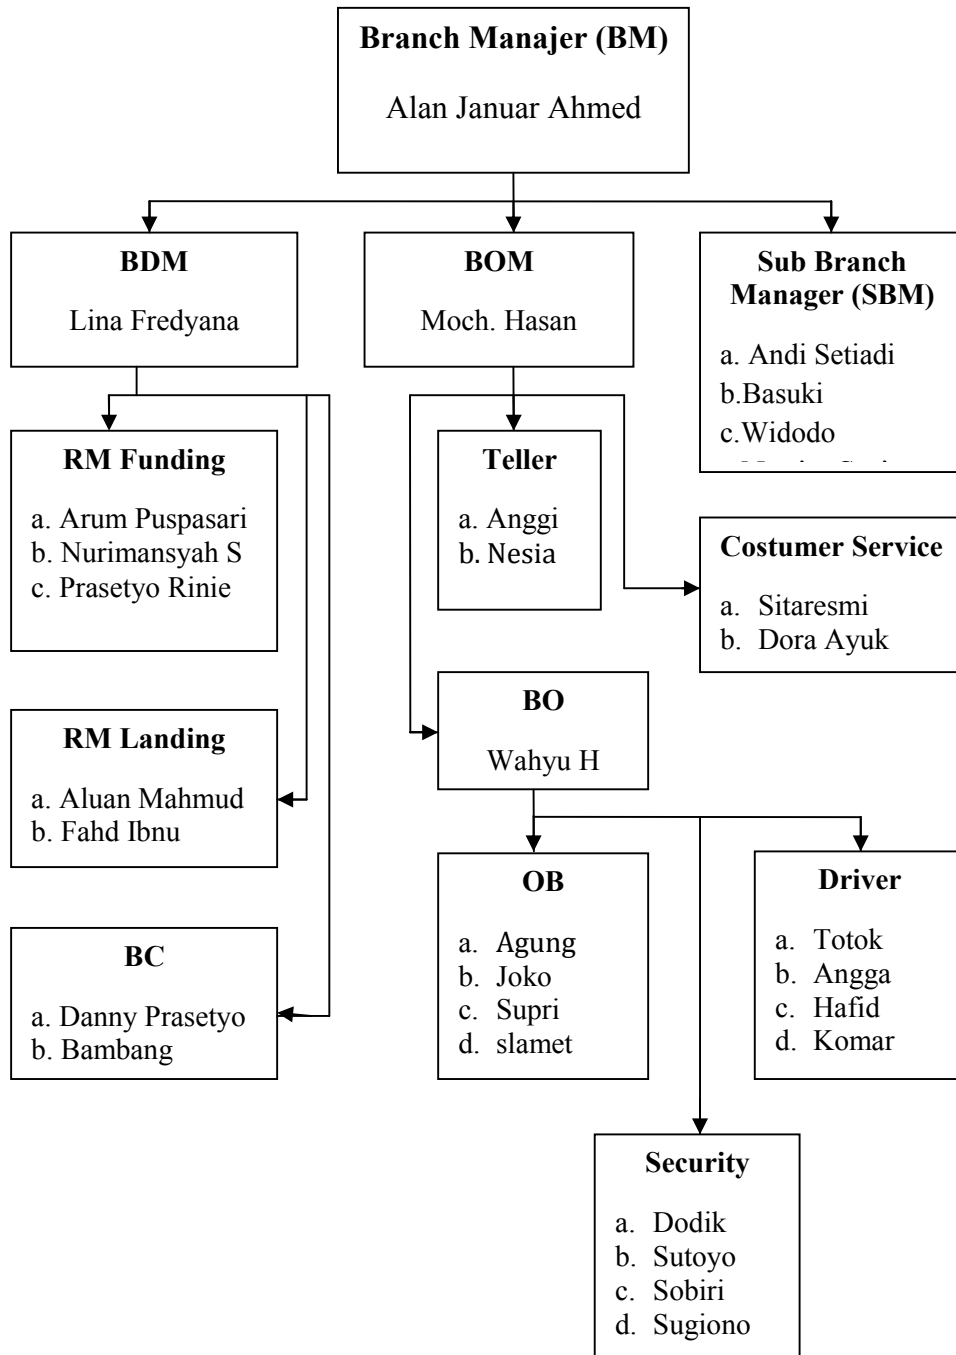 Branch Manajer (BM)
Alan Januar Ahmed
BDM
Lina Fredyana
BOM
Moch. Hasan
Sub Branch
Manager (SBM)
a. Andi Setiadi
b.Basuki
c.Widodo
RM Funding
a. Arum Puspasari
b. Nurimansyah S
c. Prasetyo Rinie
Teller
a. Anggi
b. Nesia
Costumer Service
a. Sitaresmi
b. Dora Ayuk
RM Landing
a. Aluan Mahmud
b. Fahd Ibnu
BO
Wahyu H
BC
a. Danny Prasetyo
b. Bambang
OB
a. Agung
b. Joko
c. Supri
d. slamet
Driver
a. Totok
b. Angga
c. Hafid
d. Komar
Security
a. Dodik
b. Sutoyo
c. Sobiri
d. Sugiono